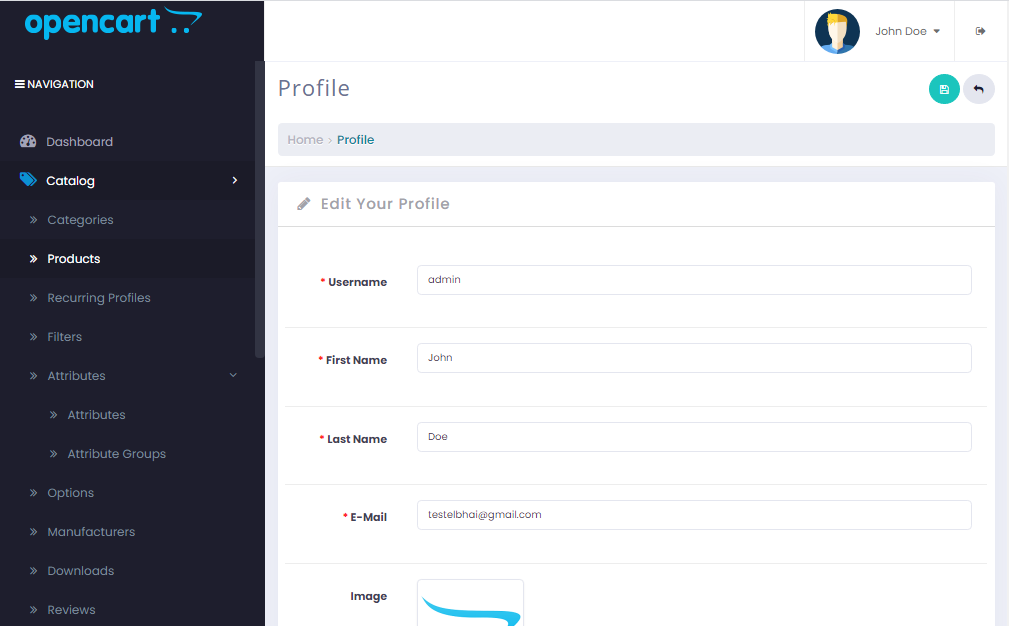 opencart
John Doe
NAVIGATION
Dashboard
Catalog
Categories
Products
Recurring Profiles
Filters
Attributes
Attributes
Attribute Groups
Options
Manufacturers
Downloads
Reviews
Profile
Home > Profile
Edit Your Profile
* Username admin
* First Name John
* Last Name Doe
* E-Mail testelbhai@gmail.com
Image